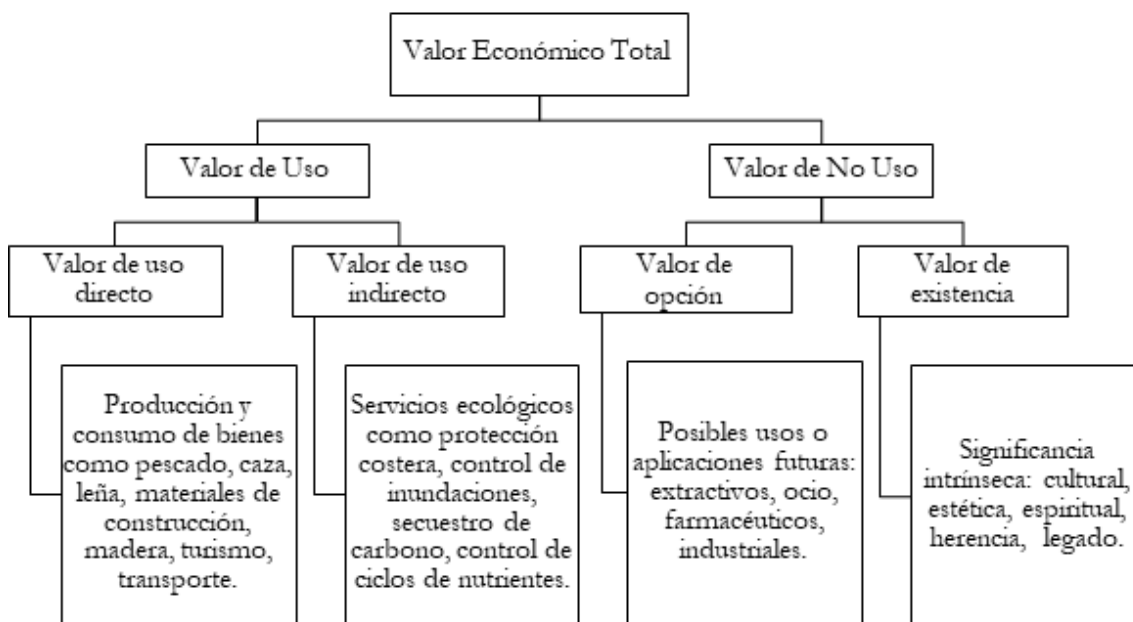 Valor Económico Total
Valor de Uso
Valor de No Uso
Valor de uso
directo
Valor de uso
indirecto
Valor de
opción
Valor de
existencia
Producción y
consumo de bienes
como pescado, caza,
leña, materiales de
construcción,
madera, turismo,
transporte.
Servicios ecológicos
como protección
costera, control de
inundaciones,
secuestro de
carbono, control de
ciclos de nutrientes.
Posibles usos o
aplicaciones futuras:
extractivos, ocio,
farmacéuticos,
industriales.
Significancia
intrínseca: cultural,
estética, espiritual,
herencia, legado.